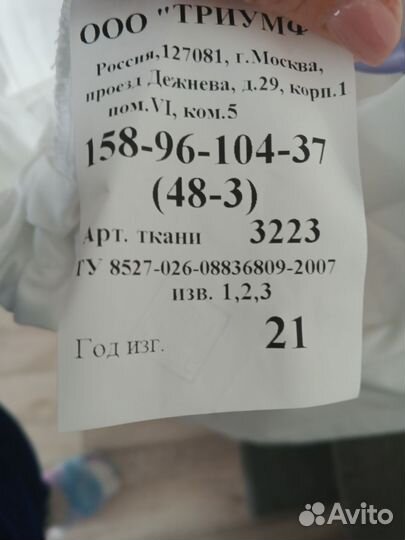 ООО "ТРИУМФ
Россия,127081, г.Москва,
проезд Дежнева, д.29, корп.1
пом.VI, ком.5
158-96-104-37
(48-3)
Арт. ткани 3223
ТУ 8527-026-08836809-2007
изв. 1,2,3
Год изг. 21
Avito